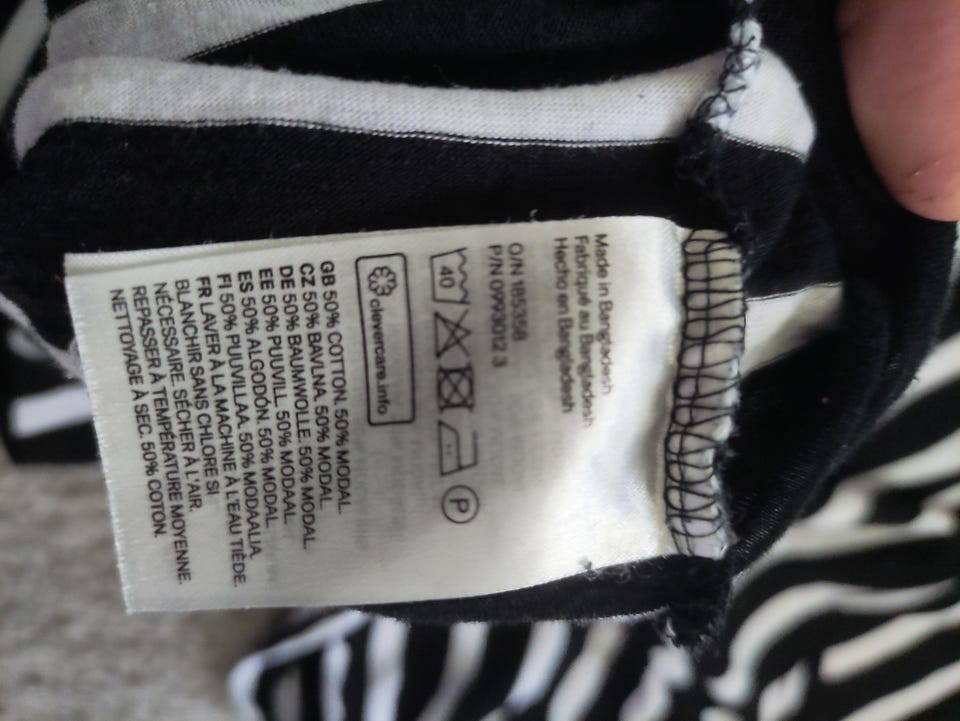 Made in Bangladesh
Fabriqué au Bangladesh
Hecho en Bangladesh
O/N 185358
P/N 0993012 3
40
P
clevercare.info
GB 50% COTTON. 50% MODAL.
CZ 50% BAVLNA. 50% MODAL.
DE 50% BAUMWOLLE. 50% MODAL.
EE 50% PUUVILL. 50% MODAAL.
ES 50% ALGODÓN. 50% MODAL.
FI 50% PUUVILLAA. 50% MODAALIA.
FR LAVER À LA MACHINE À L'EAU TIÈDE.
BLANCHIR SANS CHLORE SI
NÉCESSAIRE. SÉCHER À L'AIR.
REPASSER À TEMPÉRATURE MOYENNE.
NETTOYAGE À SEC. 50% COTON.